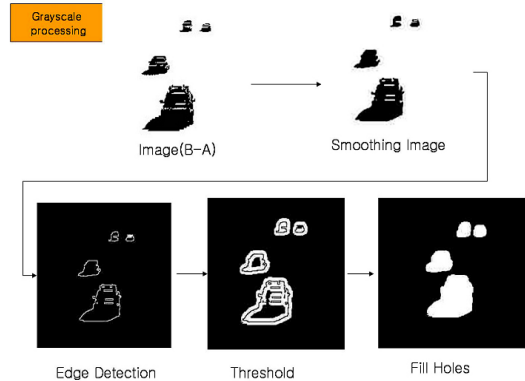 Grayscale
processing
Image(B-A)
Smoothing Image
Edge Detection
Threshold
Fill Holes